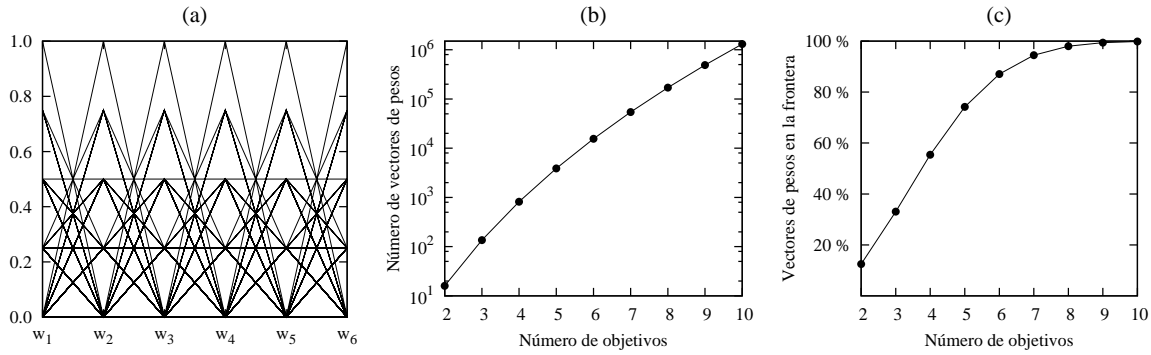 (a)
1.0
0.8
0.6
0.4
0.2
0.0
w1 w2 w3 w4 w5 w6
(b)
Número de vectores de pesos
10^6
10^5
10^4
10^3
10^2
10^1
2 3 4 5 6 7 8 9 10
Número de objetivos
(c)
Vectores de pesos en la frontera
100 %
80 %
60 %
40 %
20 %
2 3 4 5 6 7 8 9 10
Número de objetivos